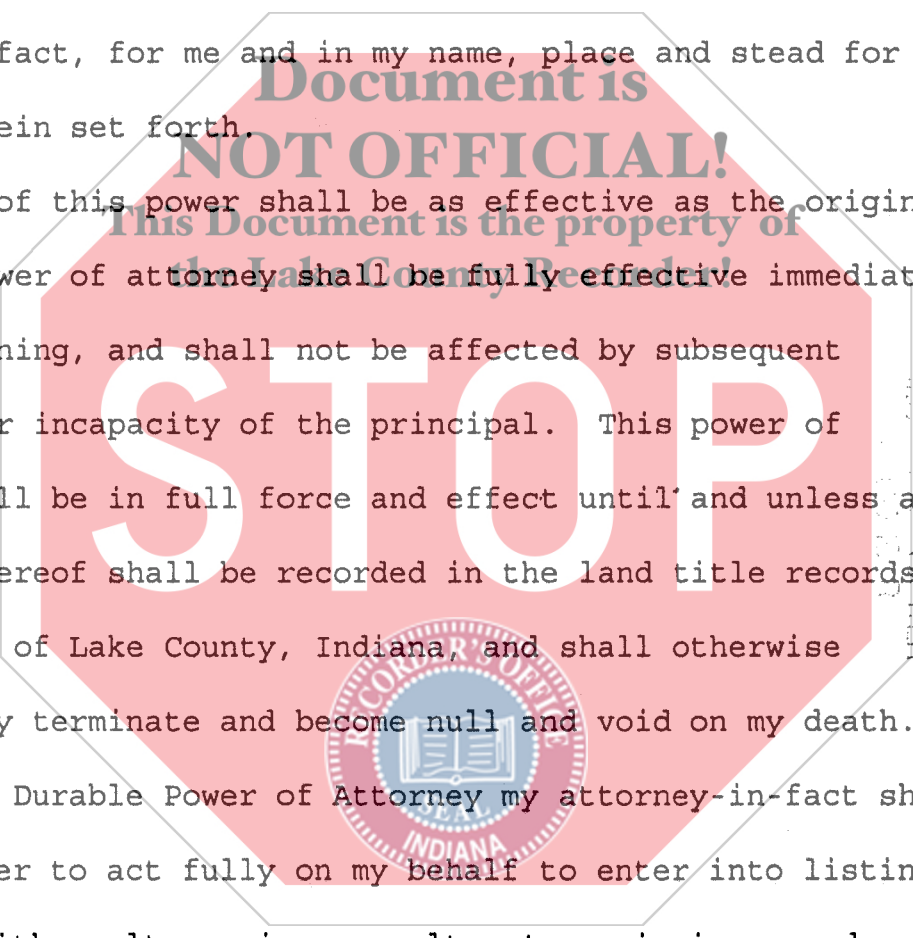 fact, for me and in my name, place and stead for
Document is
ein set forth.
NOT OFFICIAL!
of this power shall be as effective as the origin
This Document is the property of
wer of attorney shall be fully effective immediat
the Lake County Recorder!
ning, and shall not be affected by subsequent
STOP
r incapacity of the principal. This power of
ll be in full force and effect until and unless a
ereof shall be recorded in the land title records
of Lake County, Indiana, and shall otherwise
RECORDER'S OFFICE
y terminate and become null and void on my death.
Durable Power of Attorney my attorney-in-fact sh
SEAL
INDIANA
er to act fully on my behalf to enter into listin